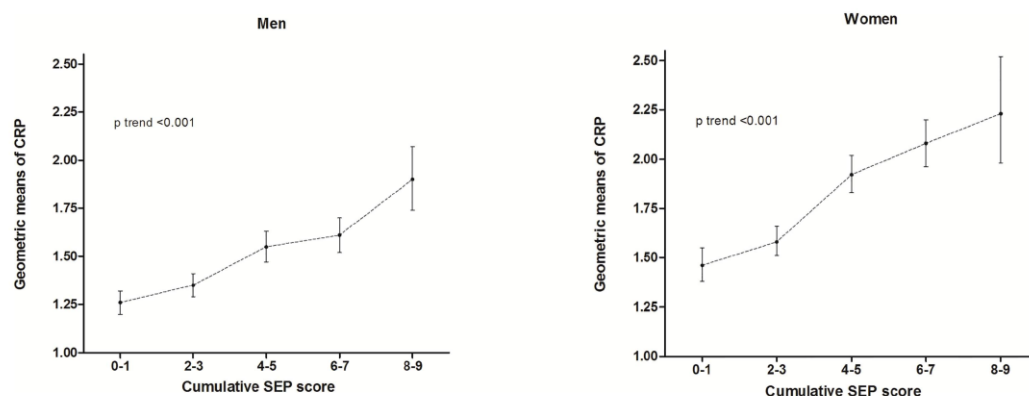 Men
2.50
2.25
2.00
1.75
1.50
1.25
1.00
Geometric means of CRP
p trend <0.001
0-1 2-3 4-5 6-7 8-9
Cumulative SEP score
Women
2.50
2.25
2.00
1.75
1.50
1.25
1.00
Geometric means of CRP
p trend <0.001
0-1 2-3 4-5 6-7 8-9
Cumulative SEP score